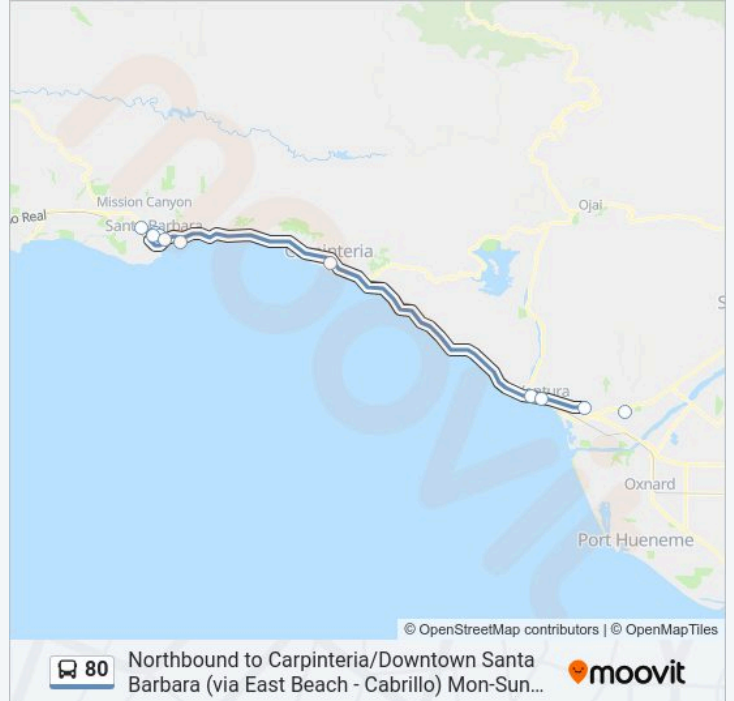 Mission Canyon
Santa Barbara
o Real
Ojai
Carpinteria
S
Ventura
Oxnard
Port Hueneme
moovit
© OpenStreetMap contributors | © OpenMapTiles
80
Northbound to Carpinteria/Downtown Santa
Barbara (via East Beach - Cabrillo) Mon-Sun...
moovit